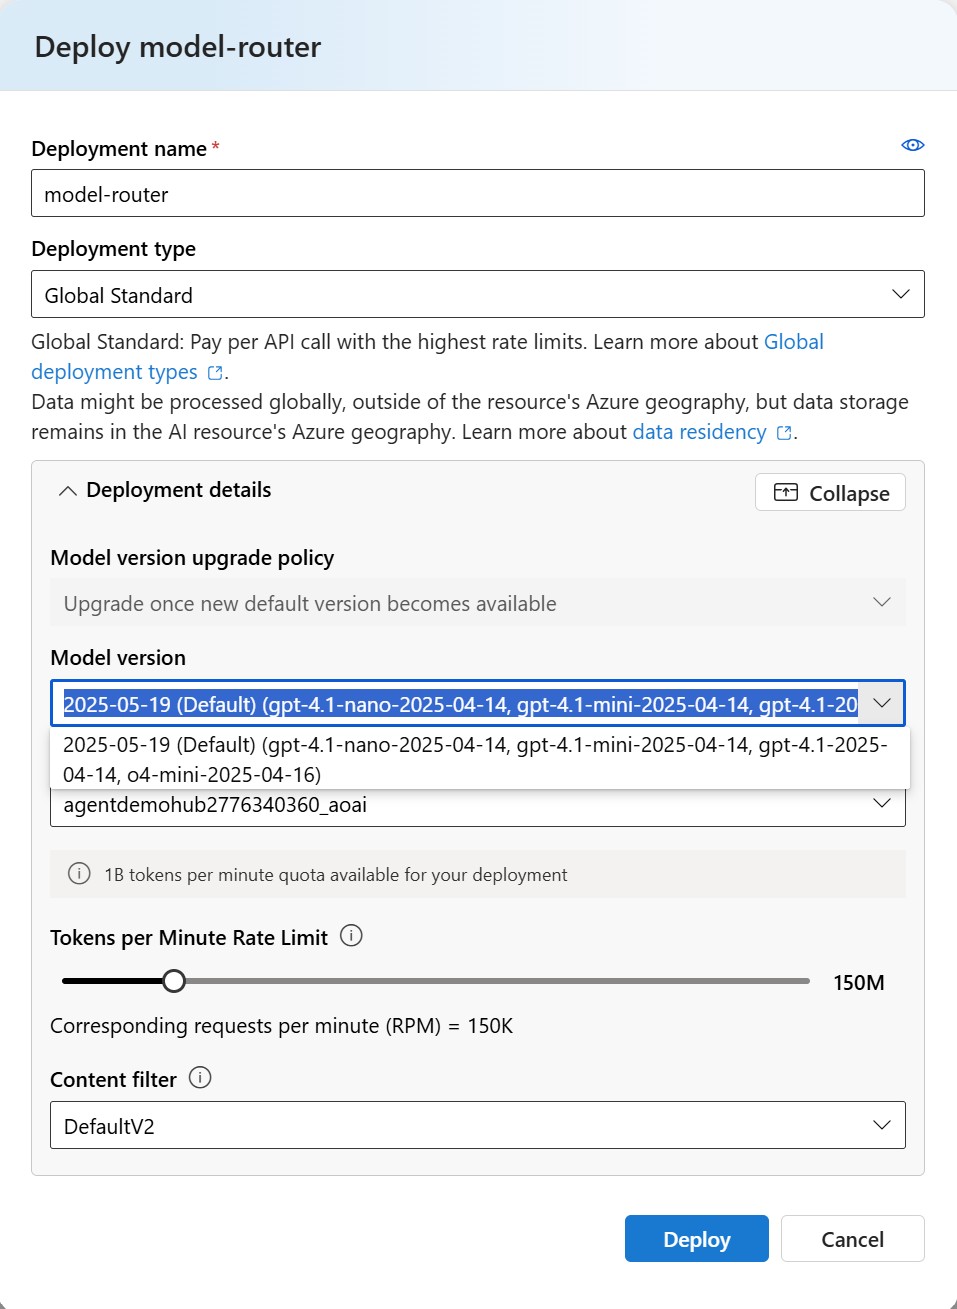 Deploy model-router
Deployment name *
model-router
Deployment type
Global Standard
Global Standard: Pay per API call with the highest rate limits. Learn more about Global
deployment types .
Data might be processed globally, outside of the resource's Azure geography, but data storage
remains in the AI resource's Azure geography. Learn more about data residency .
Deployment details
Collapse
Model version upgrade policy
Upgrade once new default version becomes available
Model version
2025-05-19 (Default) (gpt-4.1-nano-2025-04-14, gpt-4.1-mini-2025-04-14, gpt-4.1-20
2025-05-19 (Default) (gpt-4.1-nano-2025-04-14, gpt-4.1-mini-2025-04-14, gpt-4.1-2025-
04-14, o4-mini-2025-04-16)
agentdemohub2776340360_aoai
1B tokens per minute quota available for your deployment
Tokens per Minute Rate Limit
150M
Corresponding requests per minute (RPM) = 150K
Content filter
DefaultV2
Deploy
Cancel